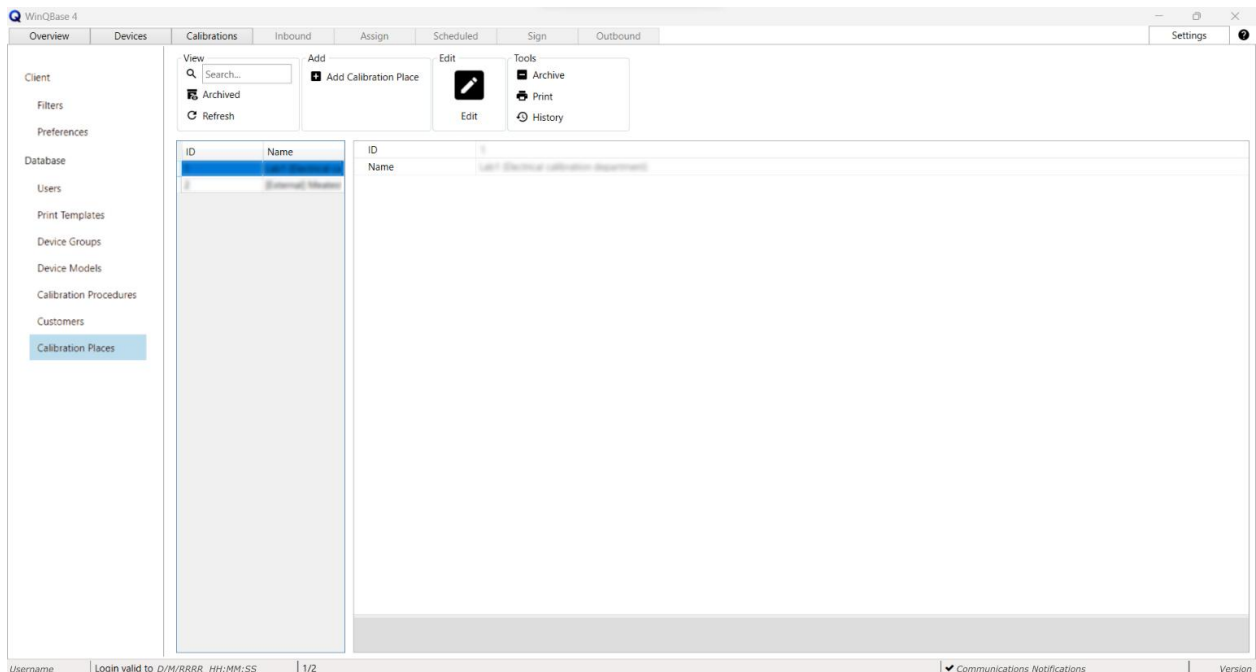 WinQBase 4
Overview Devices Calibrations Inbound Assign Scheduled Sign Outbound Settings
View Add Edit Tools
Search... Add Calibration Place Archive
Archived Print
Refresh Edit History
Client
Filters
Preferences
Database
Users
Print Templates
Device Groups
Device Models
Calibration Procedures
Customers
Calibration Places
ID Name ID
Name
2
Username Login valid to D/M/RRRR HH:MM:SS 1/2 Communications Notifications Version